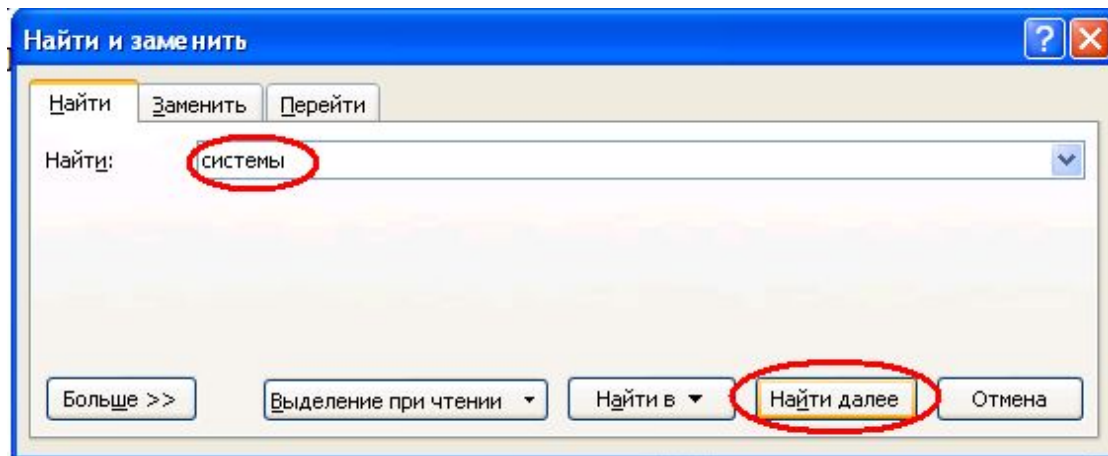 Найти и заменить
Найти Заменить Перейти
Найти: системы
Больше >> Выделение при чтении Найти в Найти далее Отмена